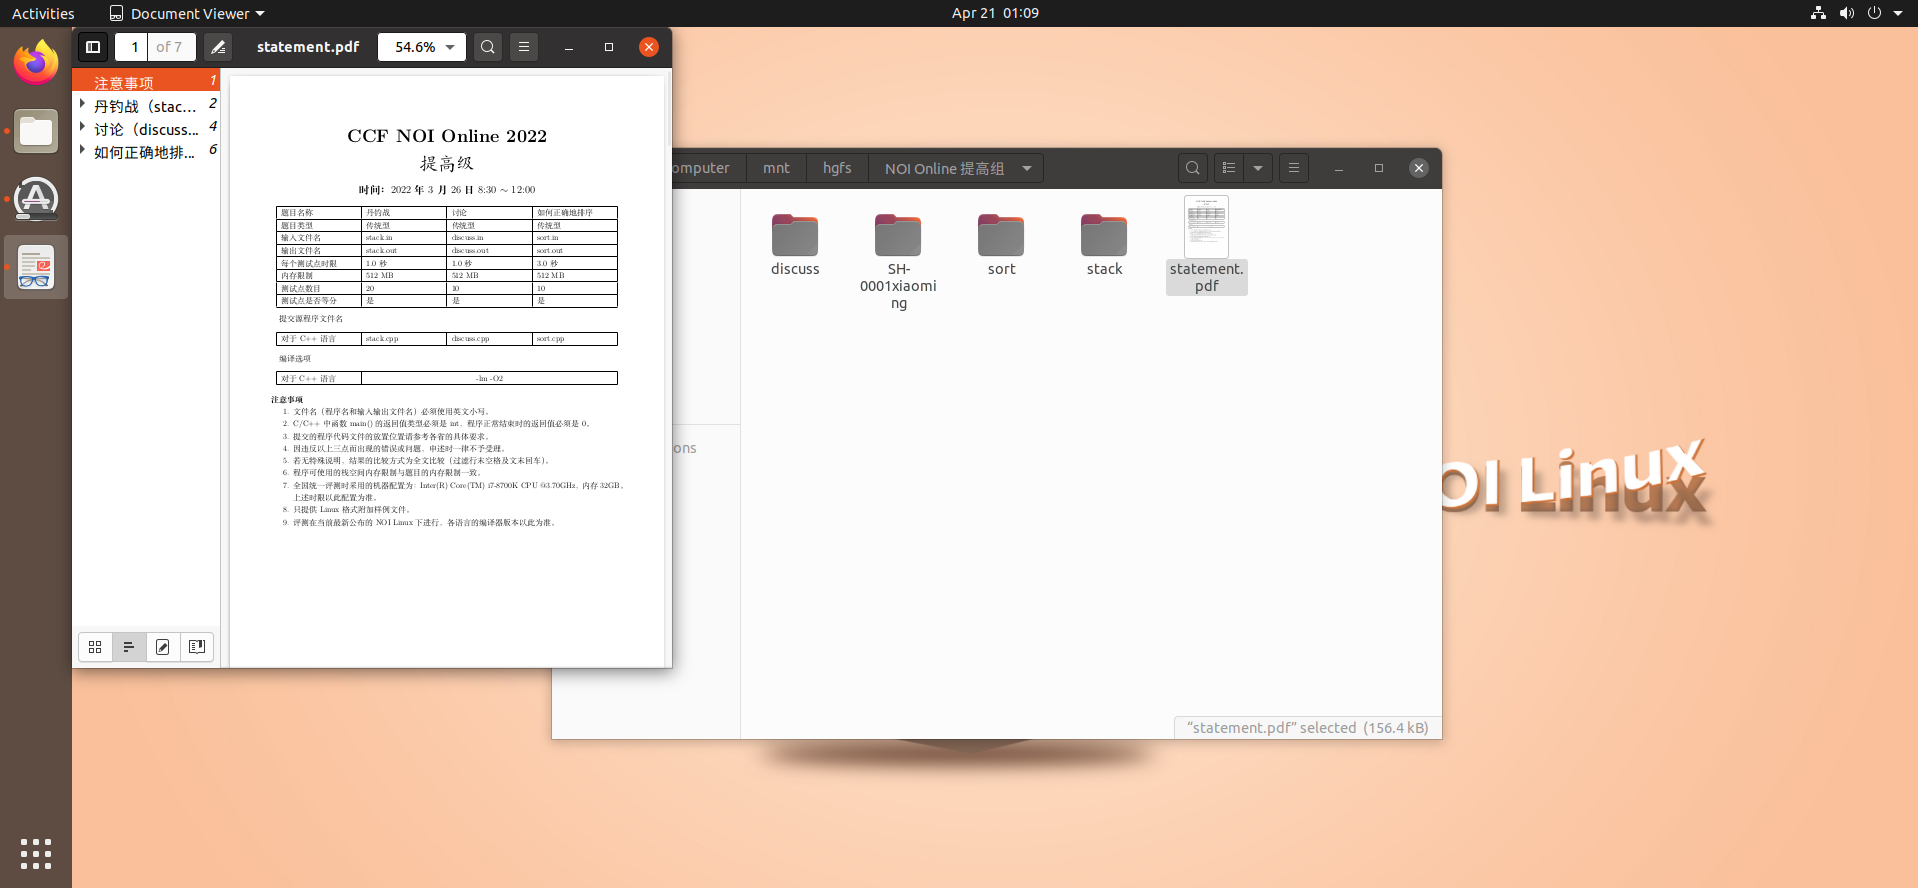 Activities
Document Viewer
Apr 21 01:09
1 of 7
statement.pdf
54.6%
注意事项 1
丹钓战（stac... 2
讨论（discuss... 4
如何正确地排... 6
CCF NOI Online 2022
提高级
时间：2022 年 3 月 26 日 8:30 ~ 12:00
题目名称 丹钓战 讨论 如何正确地排序
题目类型 传统型 传统型 传统型
输入文件名 stack.in discuss.in sort.in
输出文件名 stack.out discuss.out sort.out
每个测试点时限 1.0 秒 1.0 秒 3.0 秒
内存限制 512 MB 512 MB 512 MB
测试点数目 20 10 10
测试点是否等分 是 是 是
提交源程序文件名
对于 C++ 语言 stack.cpp discuss.cpp sort.cpp
编译选项
对于 C++ 语言 -lm -O2
注意事项
1. 文件名（程序名和输入输出文件名）必须使用英文小写。
2. C/C++ 中函数 main() 的返回值类型必须是 int，程序正常结束时的返回值必须是 0。
3. 提交的程序代码文件的放置位置请参考各省的具体要求。
4. 因违反以上三点而出现的错误或问题，申述时一律不予受理。
5. 若无特殊说明，结果的比较方式为全文比较（过滤行末空格及文末回车）。
6. 程序可使用的栈空间内存限制与题目的内存限制一致。
7. 全国统一评测时采用的机器配置为：Inter(R) Core(TM) i7-8700K CPU @3.70GHz，内存 32GB。
上述时限以此配置为准。
8. 只提供 Linux 格式附加样例文件。
9. 评测在当前最新公布的 NOI Linux 下进行，各语言的编译器版本以此为准。
omputer
mnt
hgfs
NOI Online 提高组
discuss
SH-
0001xiaomi
ng
sort
stack
statement.
pdf
ons
OI Linux
“statement.pdf” selected (156.4 kB)